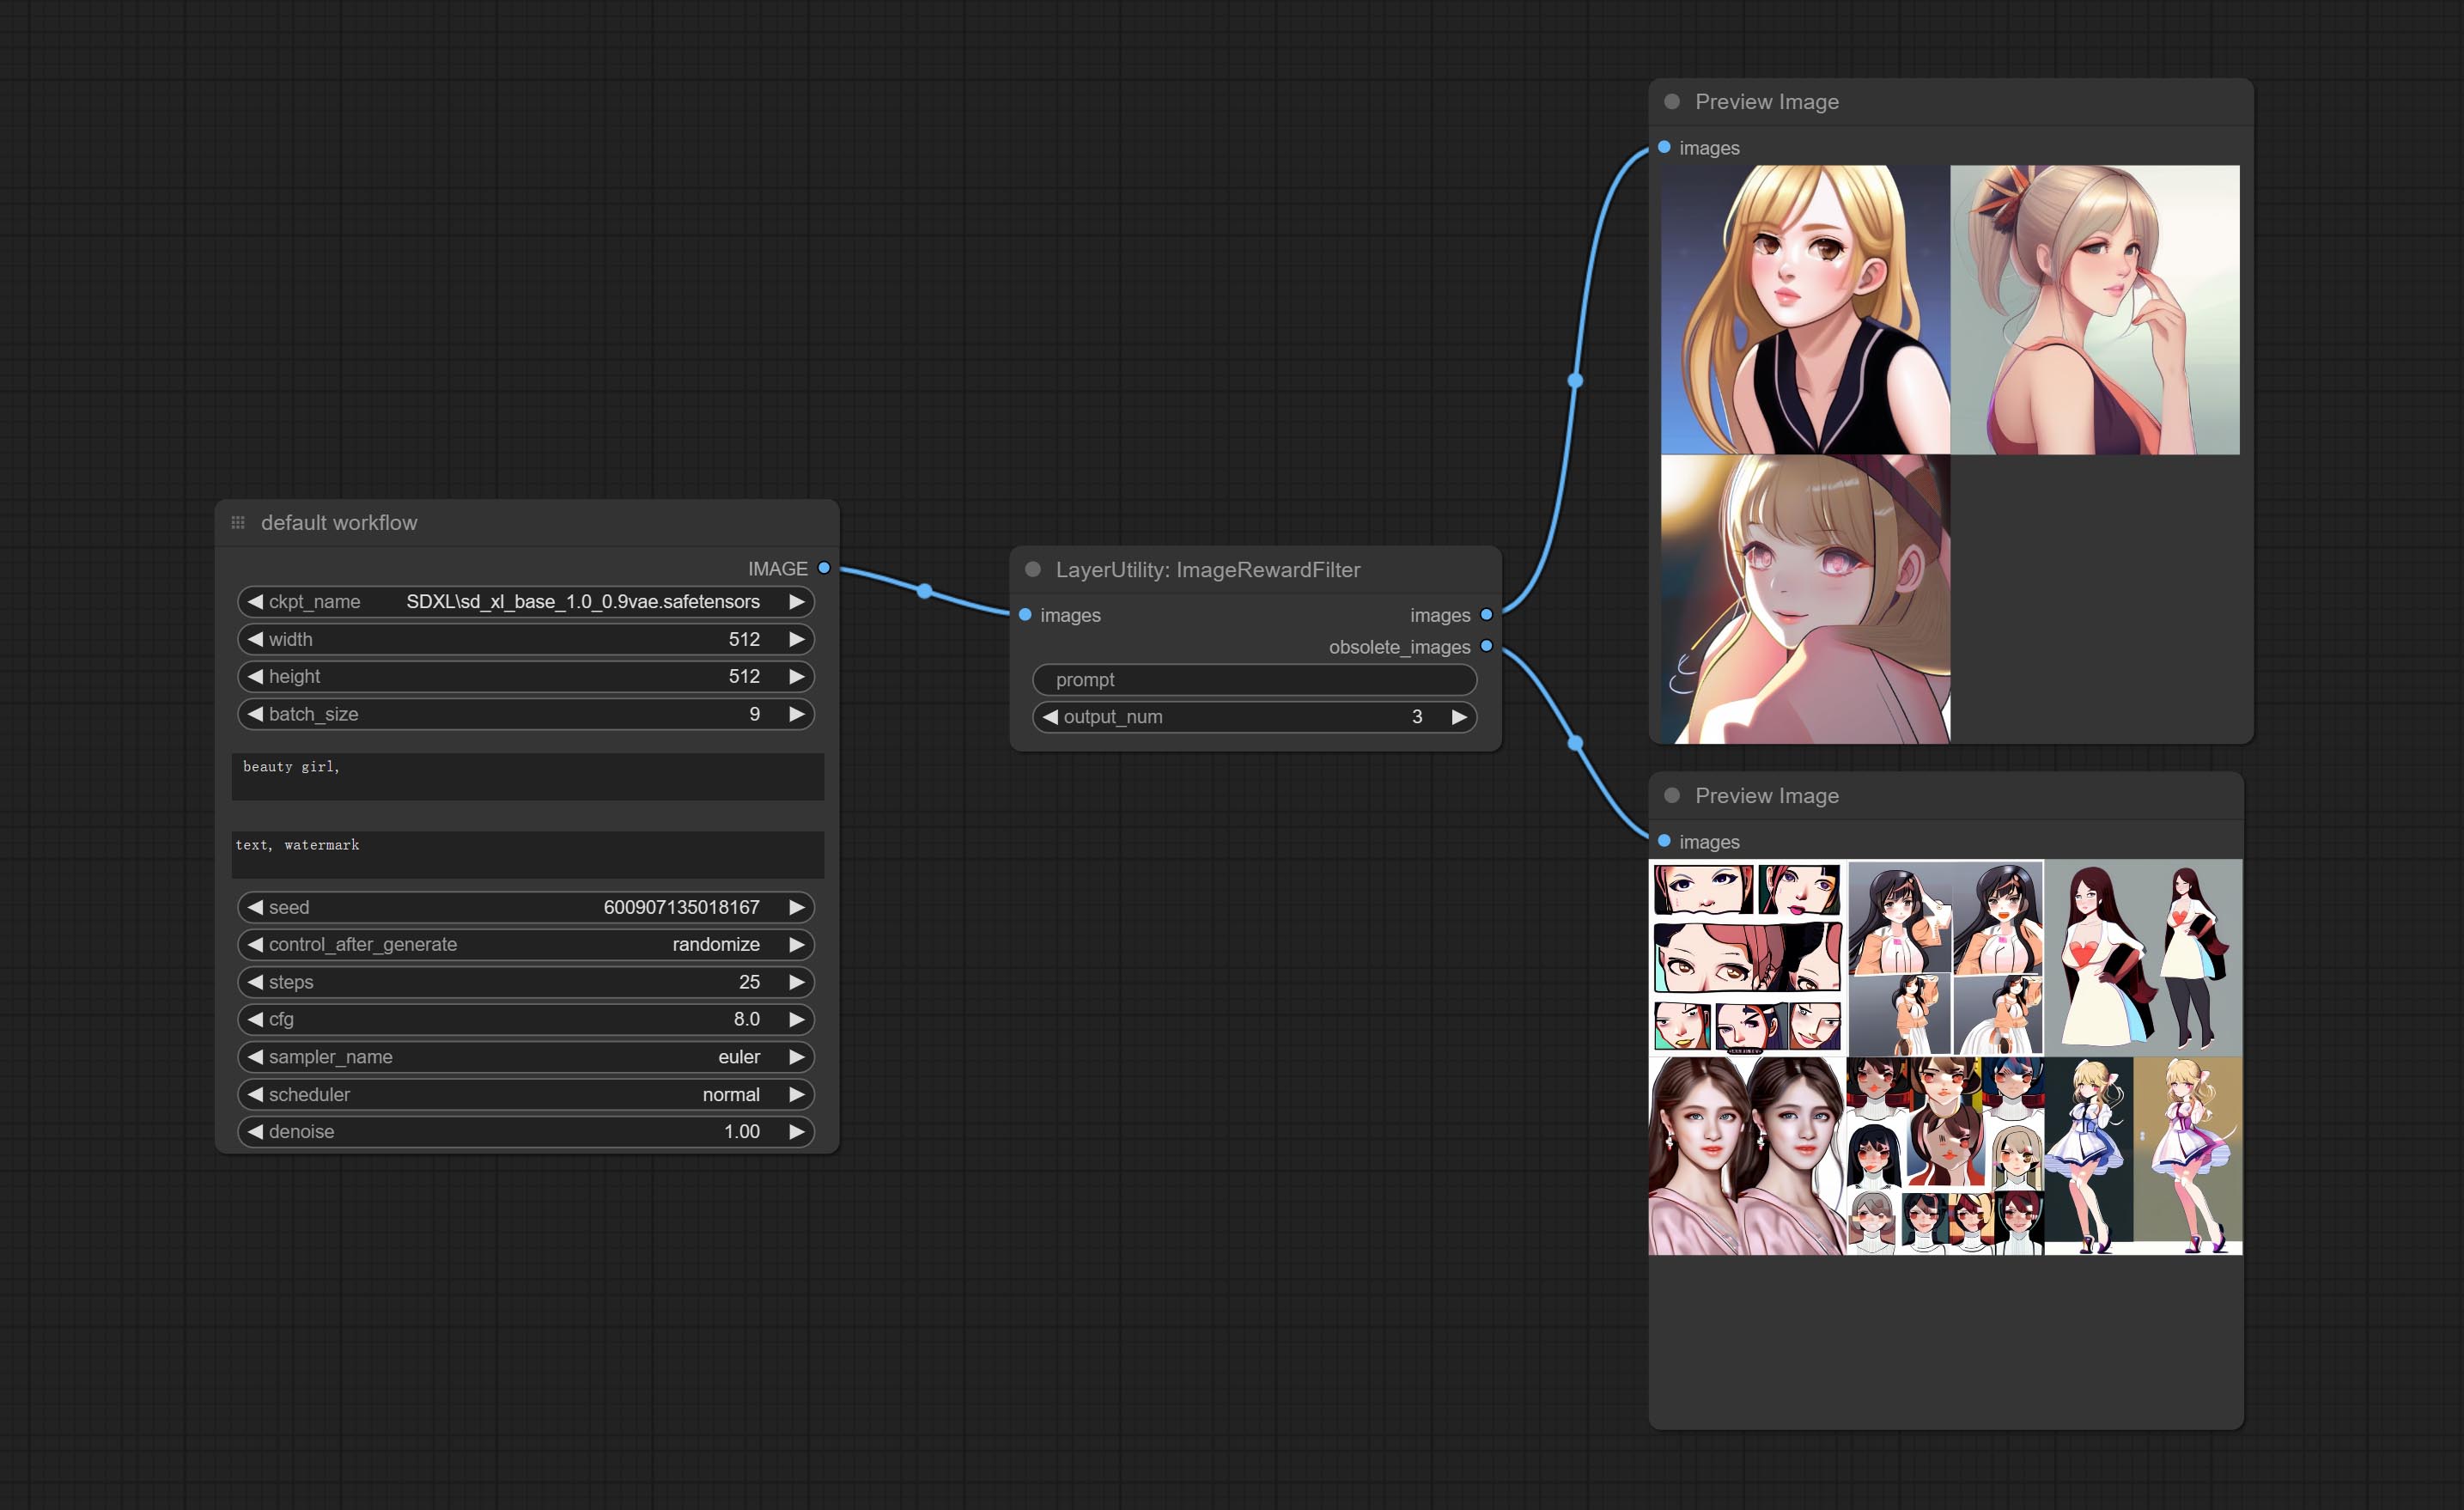 default workflow
IMAGE
ckpt_name SDXL\sd_xl_base_1.0_0.9vae.safetensors
width 512
height 512
batch_size 9
beauty girl,
text, watermark
seed 600907135018167
control_after_generate randomize
steps 25
cfg 8.0
sampler_name euler
scheduler normal
denoise 1.00
LayerUtility: ImageRewardFilter
images images
obsolete_images
prompt
output_num 3
Preview Image
images
Preview Image
images